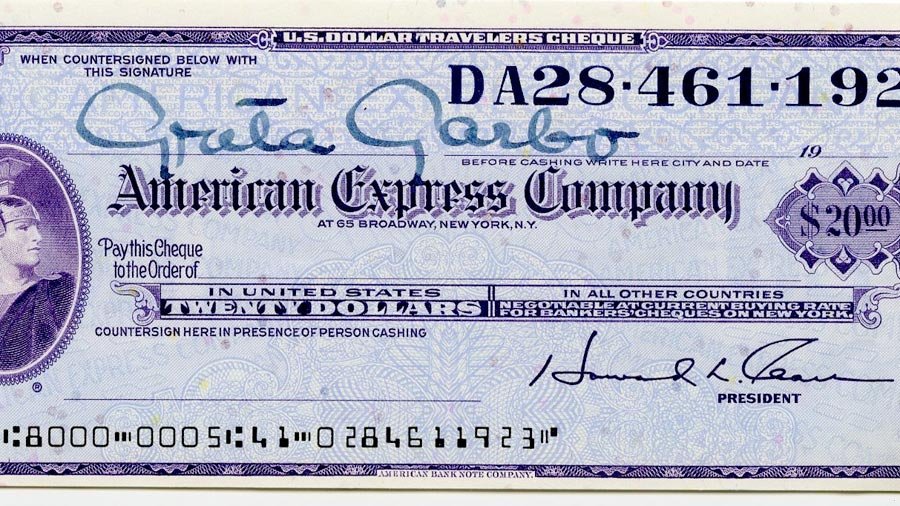 U.S. DOLLAR TRAVELERS CHEQUE
WHEN COUNTERSIGNED BELOW WITH
THIS SIGNATURE
DA28·461·192
Greta Garbo
BEFORE CASHING WRITE HERE CITY AND DATE 19
American Express Company
AT 65 BROADWAY, NEW YORK, N.Y.
$20.00
Pay this Cheque
to the Order of
IN UNITED STATES
TWENTY DOLLARS
IN ALL OTHER COUNTRIES
NEGOTIABLE AT CURRENT BUYING RATE
FOR BANKERS' CHEQUES ON NEW YORK
COUNTERSIGN HERE IN PRESENCE OF PERSON CASHING
Howard L. Clark
PRESIDENT
®
⑆8000⑉0005⑆41⑉0284611923⑈
AMERICAN BANK NOTE COMPANY.